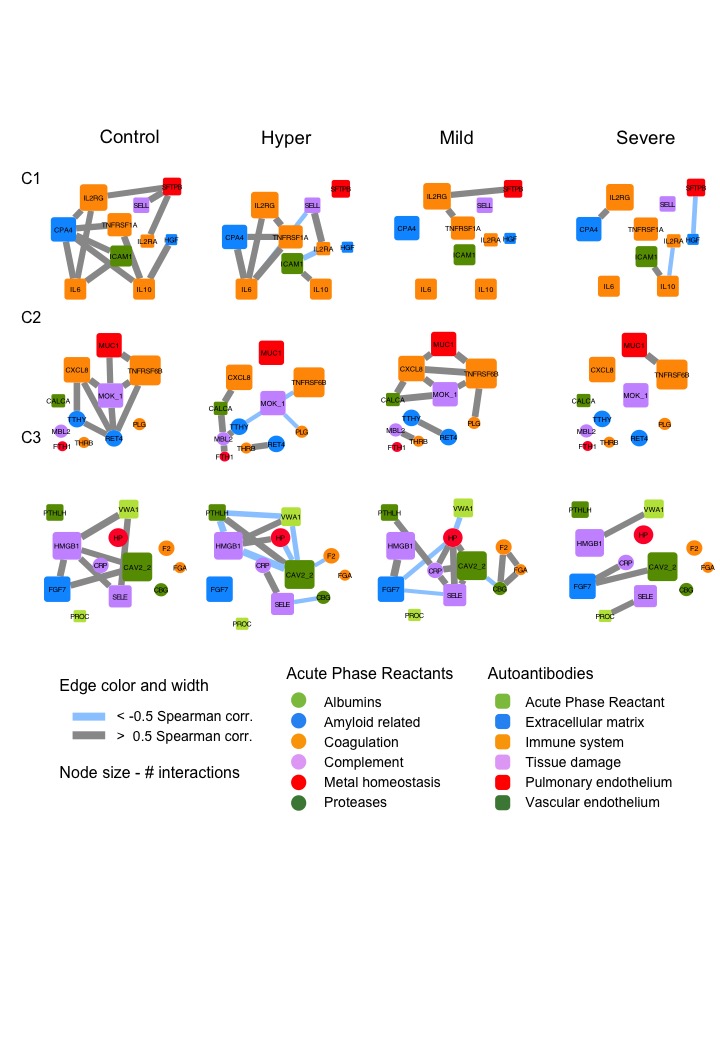 Control Hyper Mild Severe
C1
IL2RG SFTPB SELL CPA4 TNFRSF1A IL2RA HGF ICAM1 IL6 IL10
IL2RG SFTPB SELL CPA4 TNFRSF1A IL2RA HGF ICAM1 IL6 IL10
IL2RG SFTPB SELL CPA4 TNFRSF1A IL2RA HGF ICAM1 IL6 IL10
IL2RG SFTPB SELL CPA4 TNFRSF1A IL2RA HGF ICAM1 IL6 IL10
C2
MUC1 CXCL8 TNFRSF6B MOK_1 CALCA TTHY PLG MBL2 RET4 THRB FTH1
MUC1 CXCL8 TNFRSF6B MOK_1 CALCA TTHY PLG MBL2 RET4 THRB FTH1
MUC1 CXCL8 TNFRSF6B MOK_1 CALCA TTHY PLG MBL2 RET4 THRB FTH1
MUC1 CXCL8 TNFRSF6B MOK_1 CALCA TTHY PLG MBL2 RET4 THRB FTH1
C3
PTHLH VWA1 HP HMGB1 F2 CRP CAV2_2 FGA FGF7 SELE CBG PROC
PTHLH VWA1 HP HMGB1 F2 CRP CAV2_2 FGA FGF7 SELE CBG PROC
PTHLH VWA1 HP HMGB1 F2 CRP CAV2_2 FGA FGF7 SELE CBG PROC
PTHLH VWA1 HP HMGB1 F2 CRP CAV2_2 FGA FGF7 SELE CBG PROC
Edge color and width
< -0.5 Spearman corr.
> 0.5 Spearman corr.
Node size - # interactions
Acute Phase Reactants
Albumins
Amyloid related
Coagulation
Complement
Metal homeostasis
Proteases
Autoantibodies
Acute Phase Reactant
Extracellular matrix
Immune system
Tissue damage
Pulmonary endothelium
Vascular endothelium